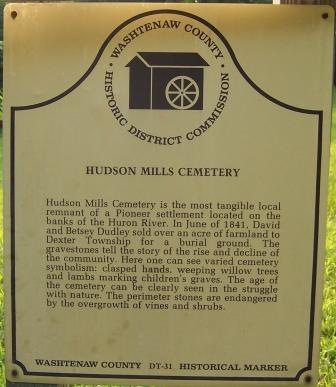 WASHTENAW COUNTY
HISTORIC DISTRICT COMMISSION
HUDSON MILLS CEMETERY
Hudson Mills Cemetery is the most tangible local
remnant of a Pioneer settlement located on the
banks of the Huron River. In June of 1841, David
and Betsey Dudley sold over an acre of farmland to
Dexter Township for a burial ground. The
gravestones tell the story of the rise and decline of
the community. Here one can see varied cemetery
symbolism: clasped hands, weeping willow trees
and lambs marking children's graves. The age of
the cemetery can be clearly seen in the struggle
with nature. The perimeter stones are endangered
by the overgrowth of vines and shrubs.
WASHTENAW COUNTY DT-31 HISTORICAL MARKER